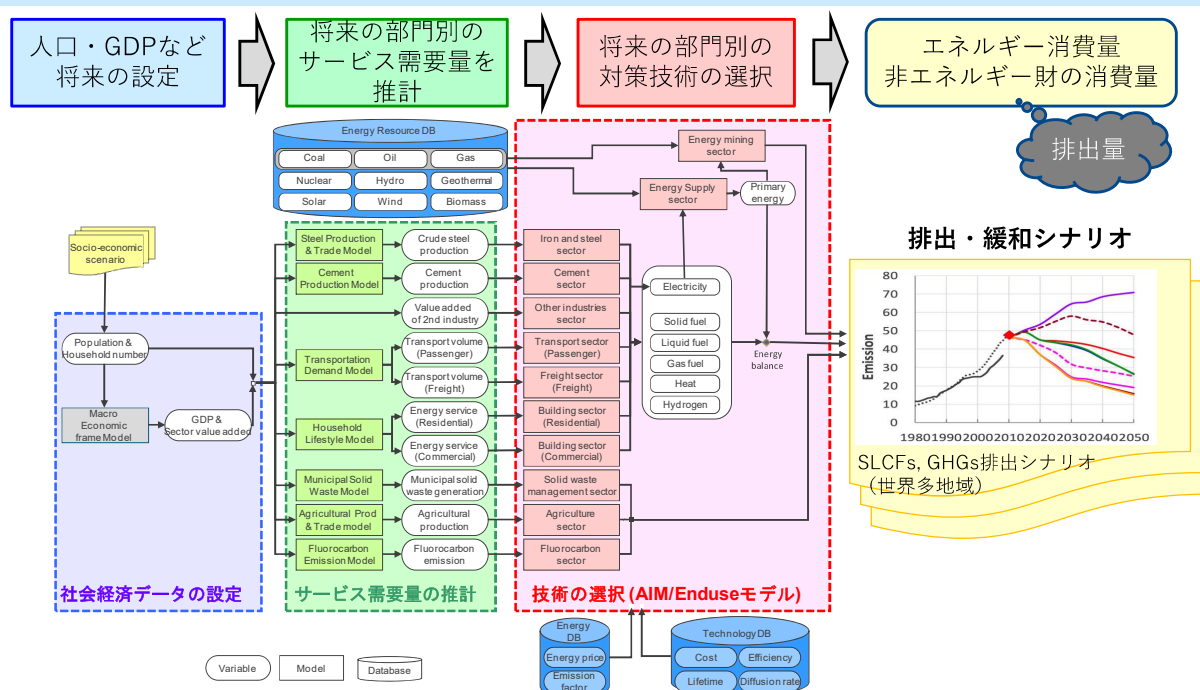 人口・GDPなど
将来の設定
将来の部門別の
サービス需要量を
推計
将来の部門別の
対策技術の選択
エネルギー消費量
非エネルギー財の消費量
排出量
Energy Resource DB
Coal
Oil
Gas
Nuclear
Hydro
Geothermal
Solar
Wind
Biomass
Energy mining
sector
Energy Supply
sector
Primary
energy
Socio-economic
scenario
Population &
Household number
Macro
Economic
frame Model
GDP &
Sector value added
社会経済データの設定
Steel Production
& Trade Model
Cement
Production Model
Transportation
Demand Model
Household
Lifestyle Model
Municipal Solid
Waste Model
Agricultural Prod
& Trade model
Fluorocarbon
Emission Model
Crude steel
production
Cement
production
Value added
of 2nd industry
Transport volume
(Passenger)
Transport volume
(Freight)
Energy service
(Residential)
Energy service
(Commercial)
Municipal solid
waste generation
Agricultural
production
Fluorocarbon
emission
サービス需要量の推計
Iron and steel
sector
Cement
sector
Other industries
sector
Transport sector
(Passenger)
Freight sector
(Freight)
Building sector
(Residential)
Building sector
(Commercial)
Solid waste
management sector
Agriculture
sector
Fluorocarbon
sector
Electricity
Solid fuel
Liquid fuel
Gas fuel
Heat
Hydrogen
Energy
balance
技術の選択 (AIM/Enduseモデル)
Energy
DB
Energy price
Emission
factor
Technology DB
Cost
Efficiency
Lifetime
Diffusion rate
Variable
Model
Database
排出・緩和シナリオ
Emission
80
70
60
50
40
30
20
10
0
1980 1990 2000 2010 2020 2030 2040 2050
SLCFs, GHGs排出シナリオ
（世界多地域）